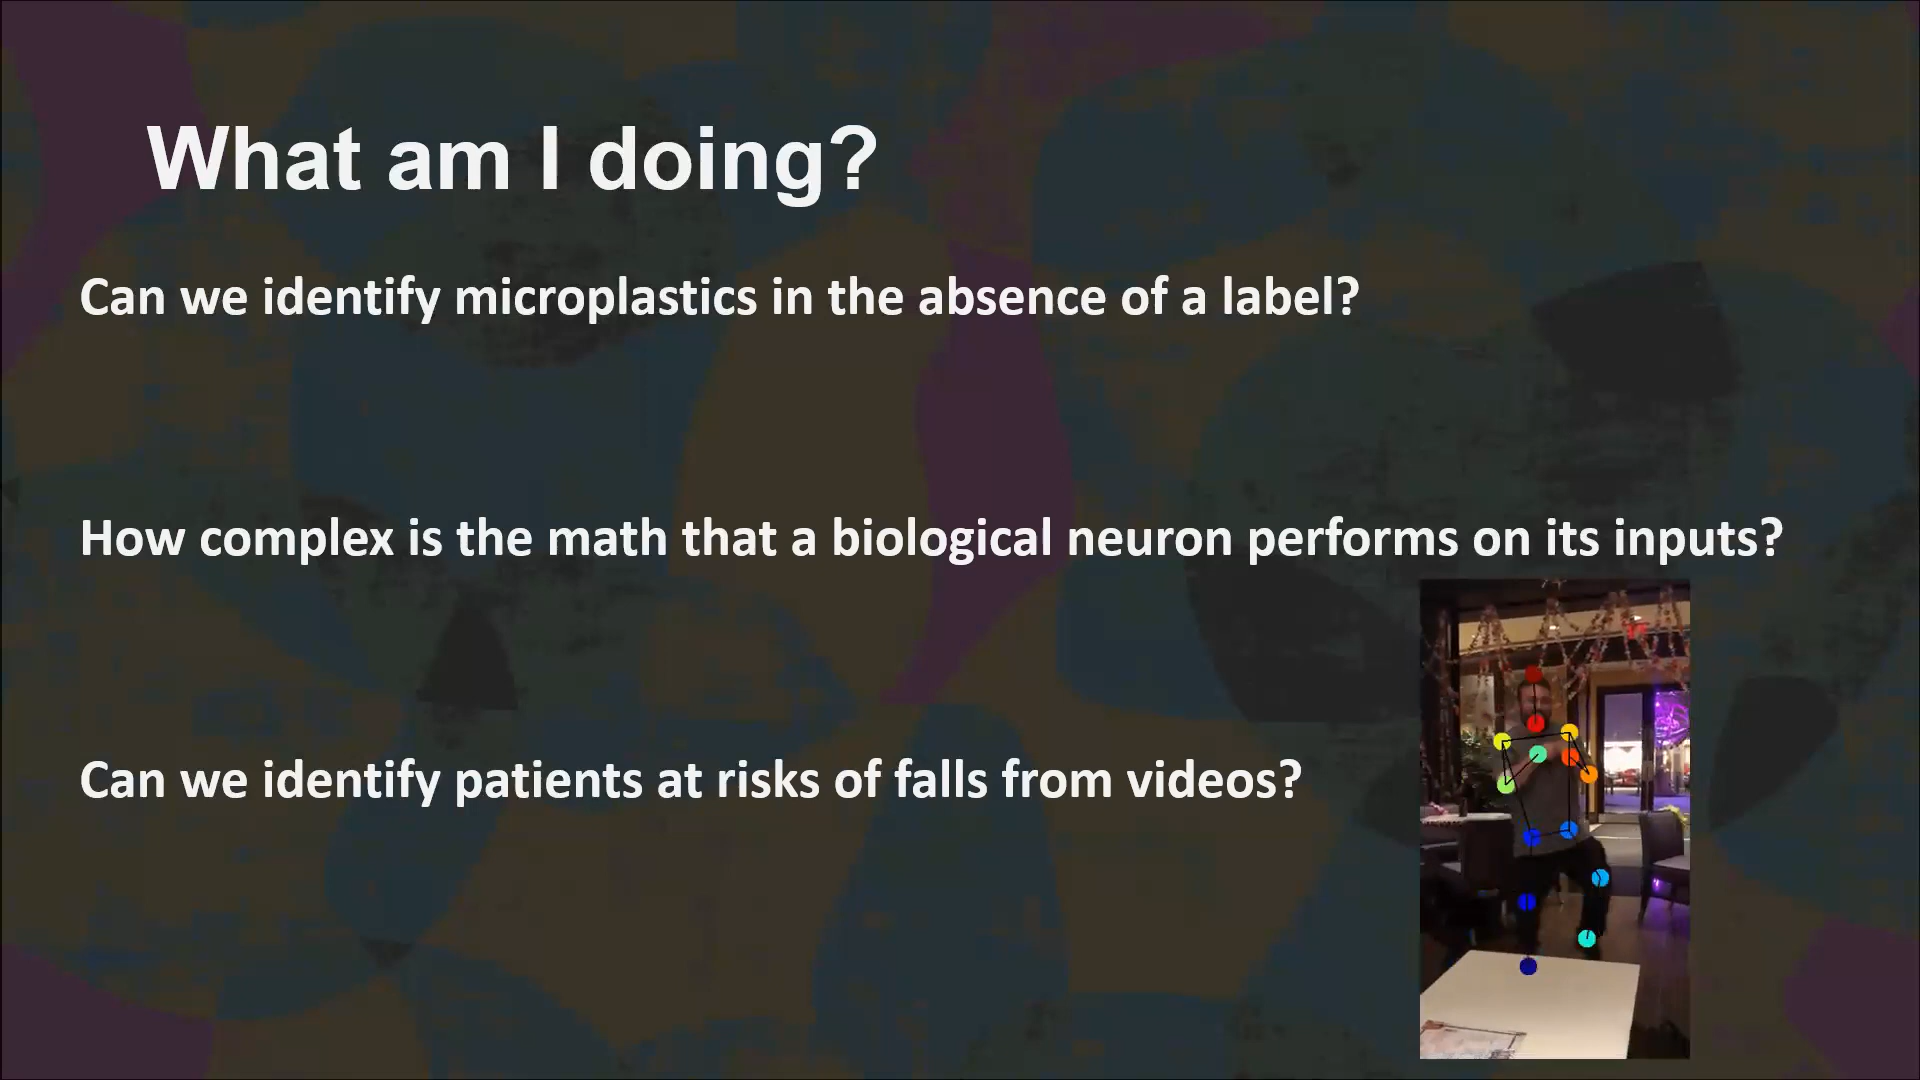 What am I doing?
Can we identify microplastics in the absence of a label?
How complex is the math that a biological neuron performs on its inputs?
Can we identify patients at risks of falls from videos?